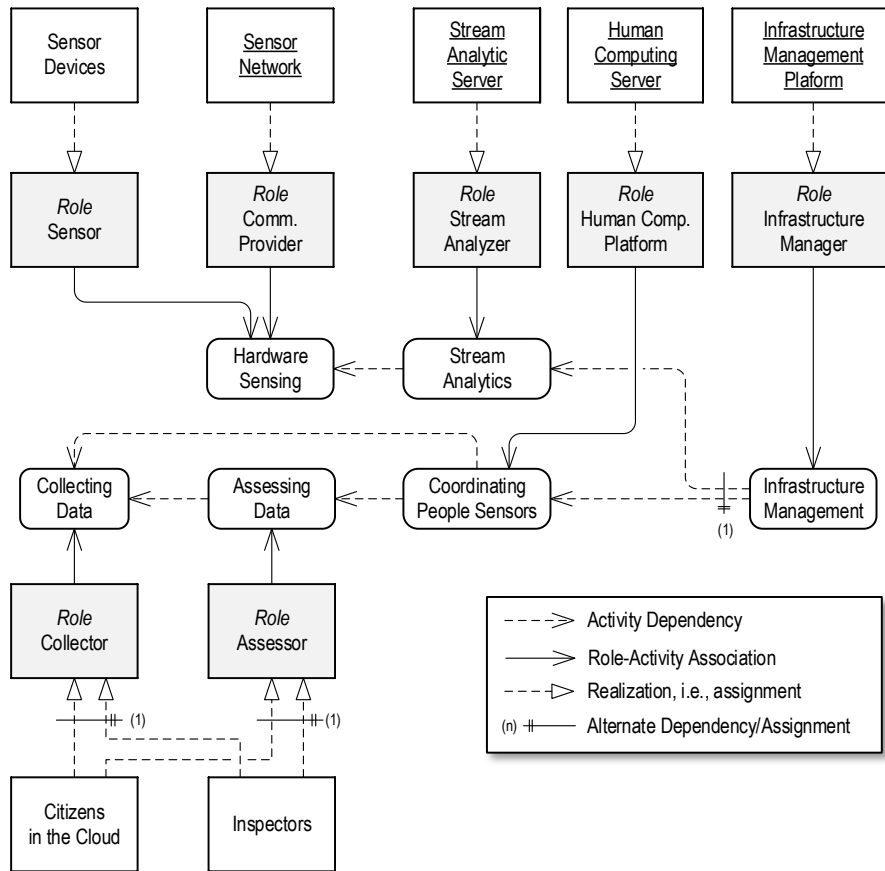 Sensor
Devices
Sensor
Network
Stream
Analytic
Server
Human
Computing
Server
Infrastructure
Management
Plaform
Role
Sensor
Role
Comm.
Provider
Role
Stream
Analyzer
Role
Human Comp.
Platform
Role
Infrastructure
Manager
Hardware
Sensing
Stream
Analytics
Collecting
Data
Assessing
Data
Coordinating
People Sensors
Infrastructure
Management
(1)
Role
Collector
Role
Assessor
(1)
(1)
Citizens
in the Cloud
Inspectors
Activity Dependency
Role-Activity Association
Realization, i.e., assignment
(n) Alternate Dependency/Assignment